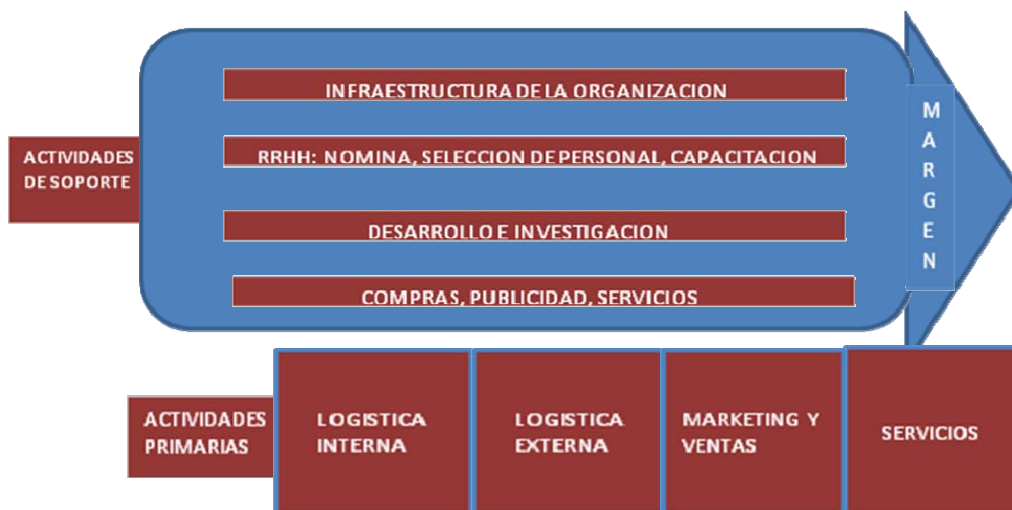 INFRAESTRUCTURA DE LA ORGANIZACION
RRHH: NOMINA, SELECCION DE PERSONAL, CAPACITACION
ACTIVIDADES
DE SOPORTE
DESARROLLO E INVESTIGACION
COMPRAS, PUBLICIDAD, SERVICIOS
M
A
R
G
E
N
ACTIVIDADES
PRIMARIAS
LOGISTICA
INTERNA
LOGISTICA
EXTERNA
MARKETING Y
VENTAS
SERVICIOS